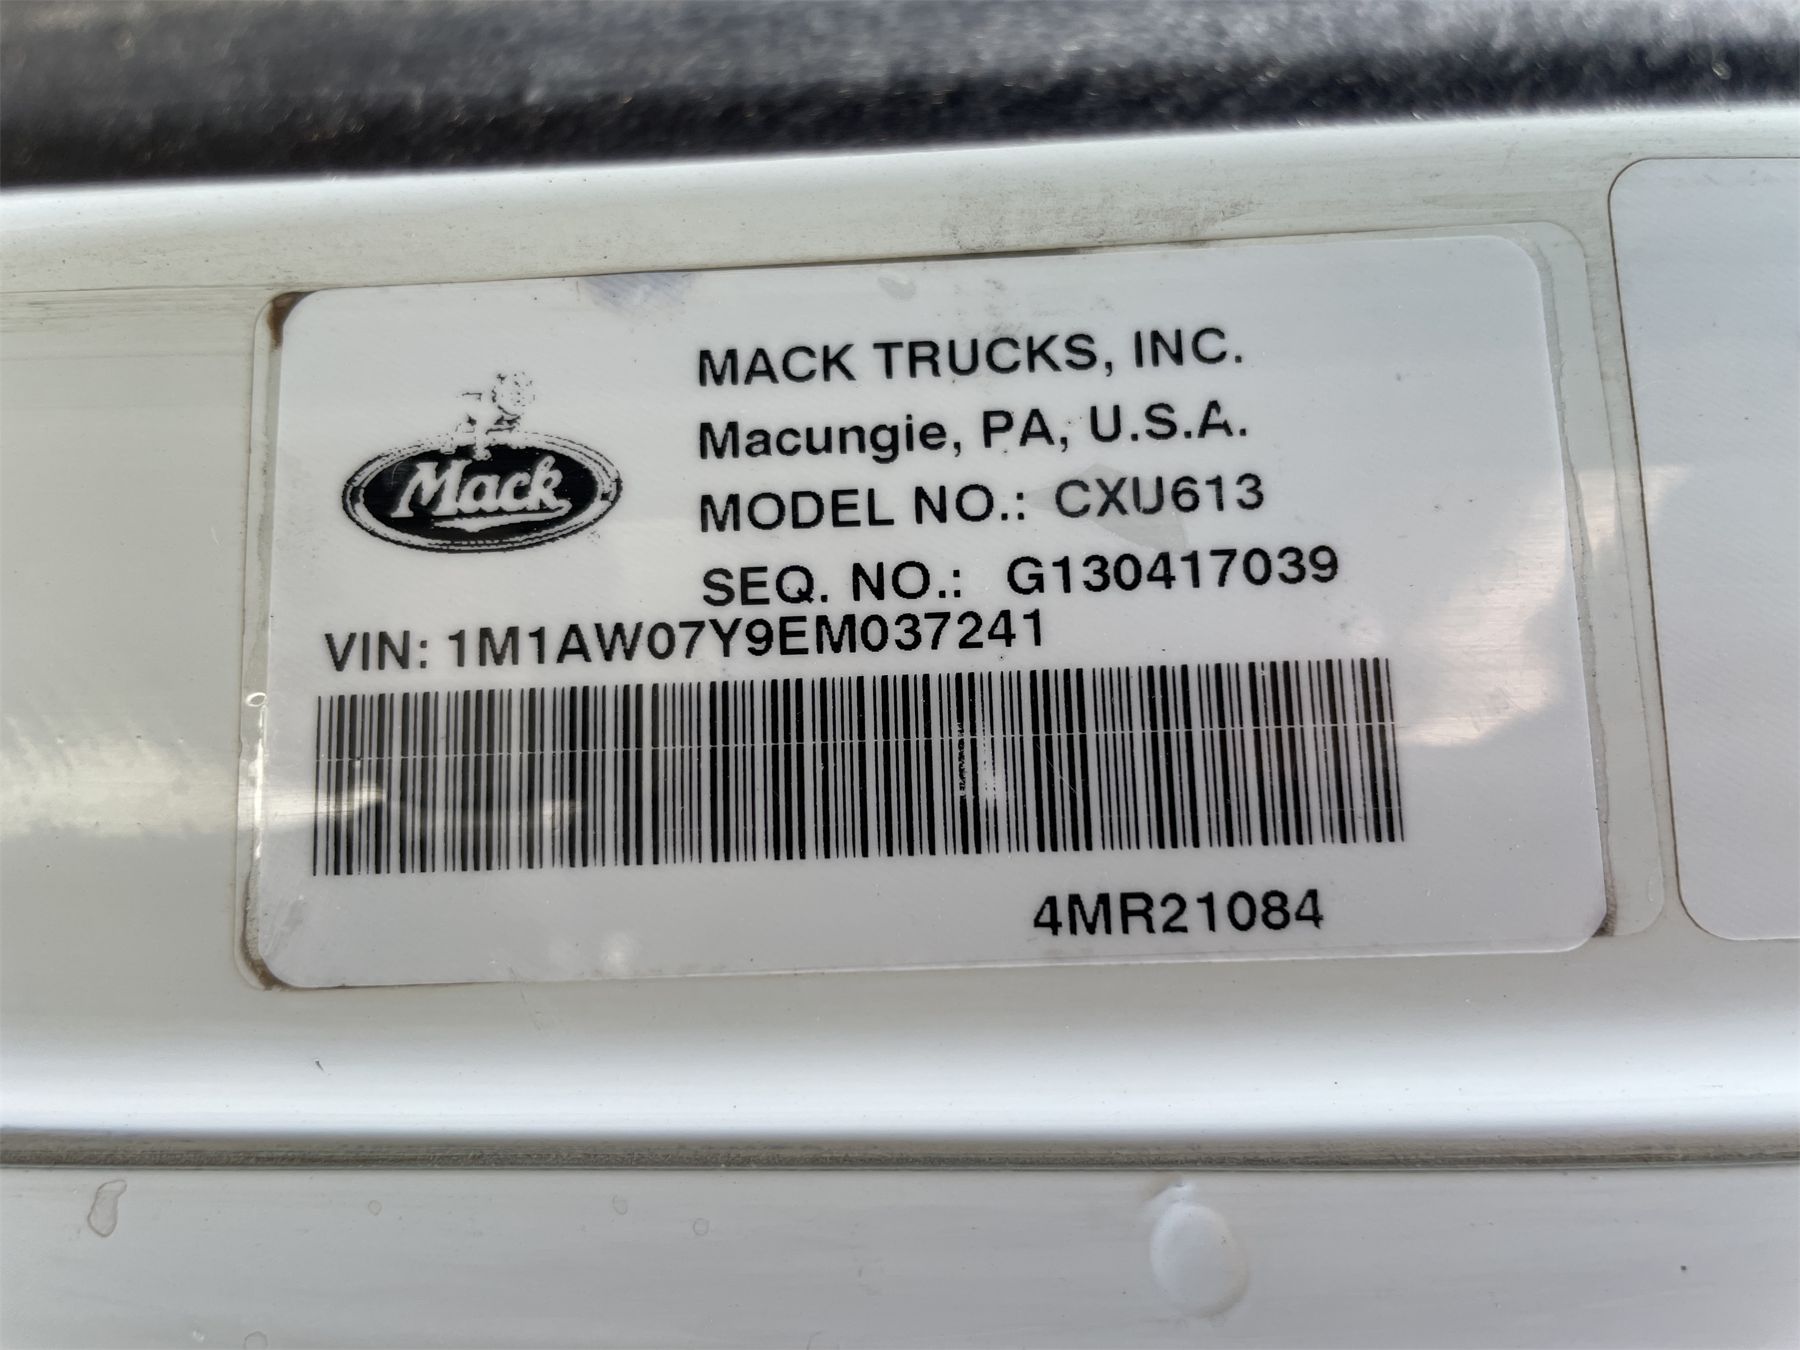 MACK TRUCKS, INC.
Macungie, PA, U.S.A.
Mack
MODEL NO.: CXU613
SEQ. NO.: G130417039
VIN: 1M1AW07Y9EM037241
4MR21084